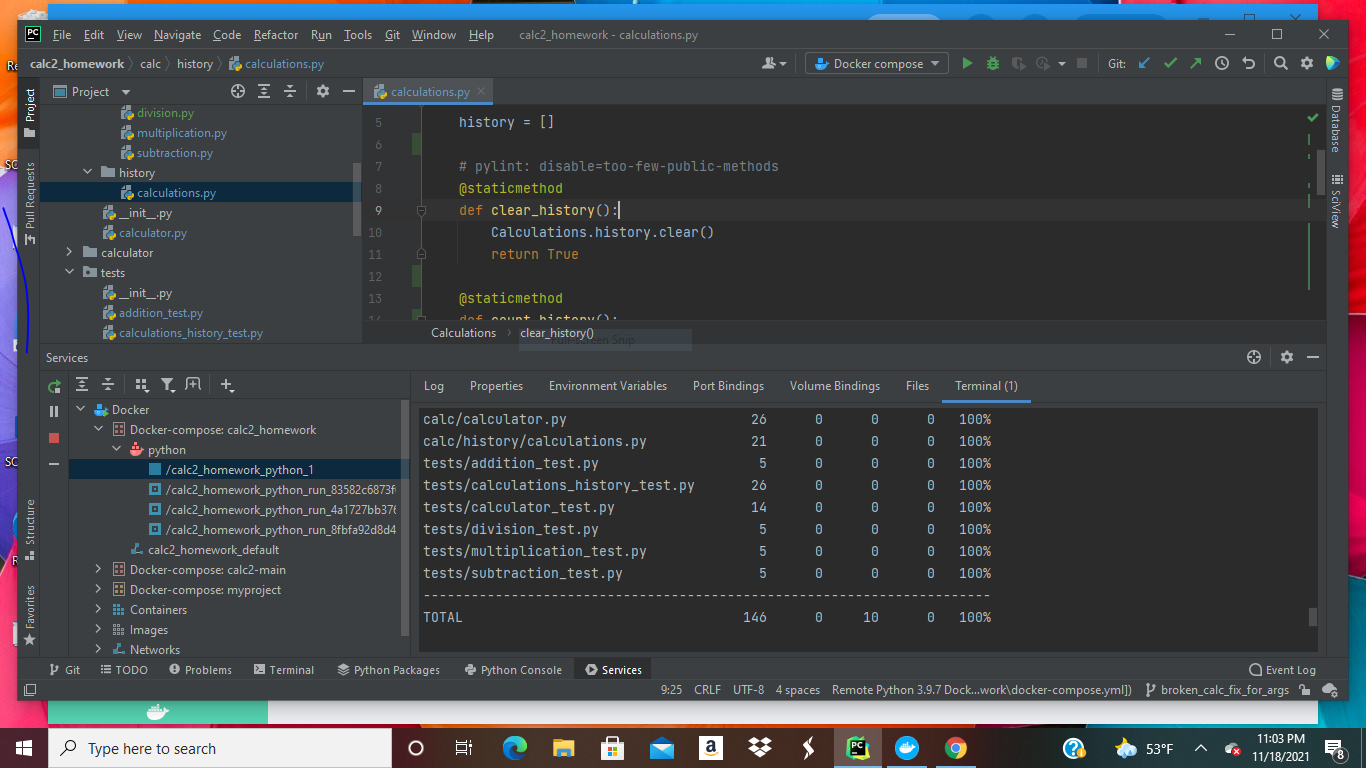 PC File Edit View Navigate Code Refactor Run Tools Git Window Help calc2_homework - calculations.py
calc2_homework calc history calculations.py Docker compose Git:
Project
calculations.py
division.py
multiplication.py
subtraction.py
history
calculations.py
__init__.py
calculator.py
calculator
tests
__init__.py
addition_test.py
calculations_history_test.py
Project
Pull Requests
Structure
Favorites
5 history = []
6
7 # pylint: disable=too-few-public-methods
8 @staticmethod
9 def clear_history():
10 Calculations.history.clear()
11 return True
12
13 @staticmethod
14 def count_history():
Calculations clear_history()
Full-screen Snip
Database
SciView
Services
Log Properties Environment Variables Port Bindings Volume Bindings Files Terminal (1)
Docker
Docker-compose: calc2_homework
python
/calc2_homework_python_1
/calc2_homework_python_run_83582c6873f
/calc2_homework_python_run_4a1727bb376
/calc2_homework_python_run_8fbfa92d8d4
calc2_homework_default
Docker-compose: calc2-main
Docker-compose: myproject
Containers
Images
Networks
calc/calculator.py 26 0 0 0 100%
calc/history/calculations.py 21 0 0 0 100%
tests/addition_test.py 5 0 0 0 100%
tests/calculations_history_test.py 26 0 0 0 100%
tests/calculator_test.py 14 0 0 0 100%
tests/division_test.py 5 0 0 0 100%
tests/multiplication_test.py 5 0 0 0 100%
tests/subtraction_test.py 5 0 0 0 100%
-----------------------------------------------------------------------
TOTAL 146 0 10 0 100%
Git TODO Problems Terminal Python Packages Python Console Services Event Log
9:25 CRLF UTF-8 4 spaces Remote Python 3.9.7 Dock...work\docker-compose.yml]) broken_calc_fix_for_args
Type here to search
PC
53°F
11:03 PM
11/18/2021
8